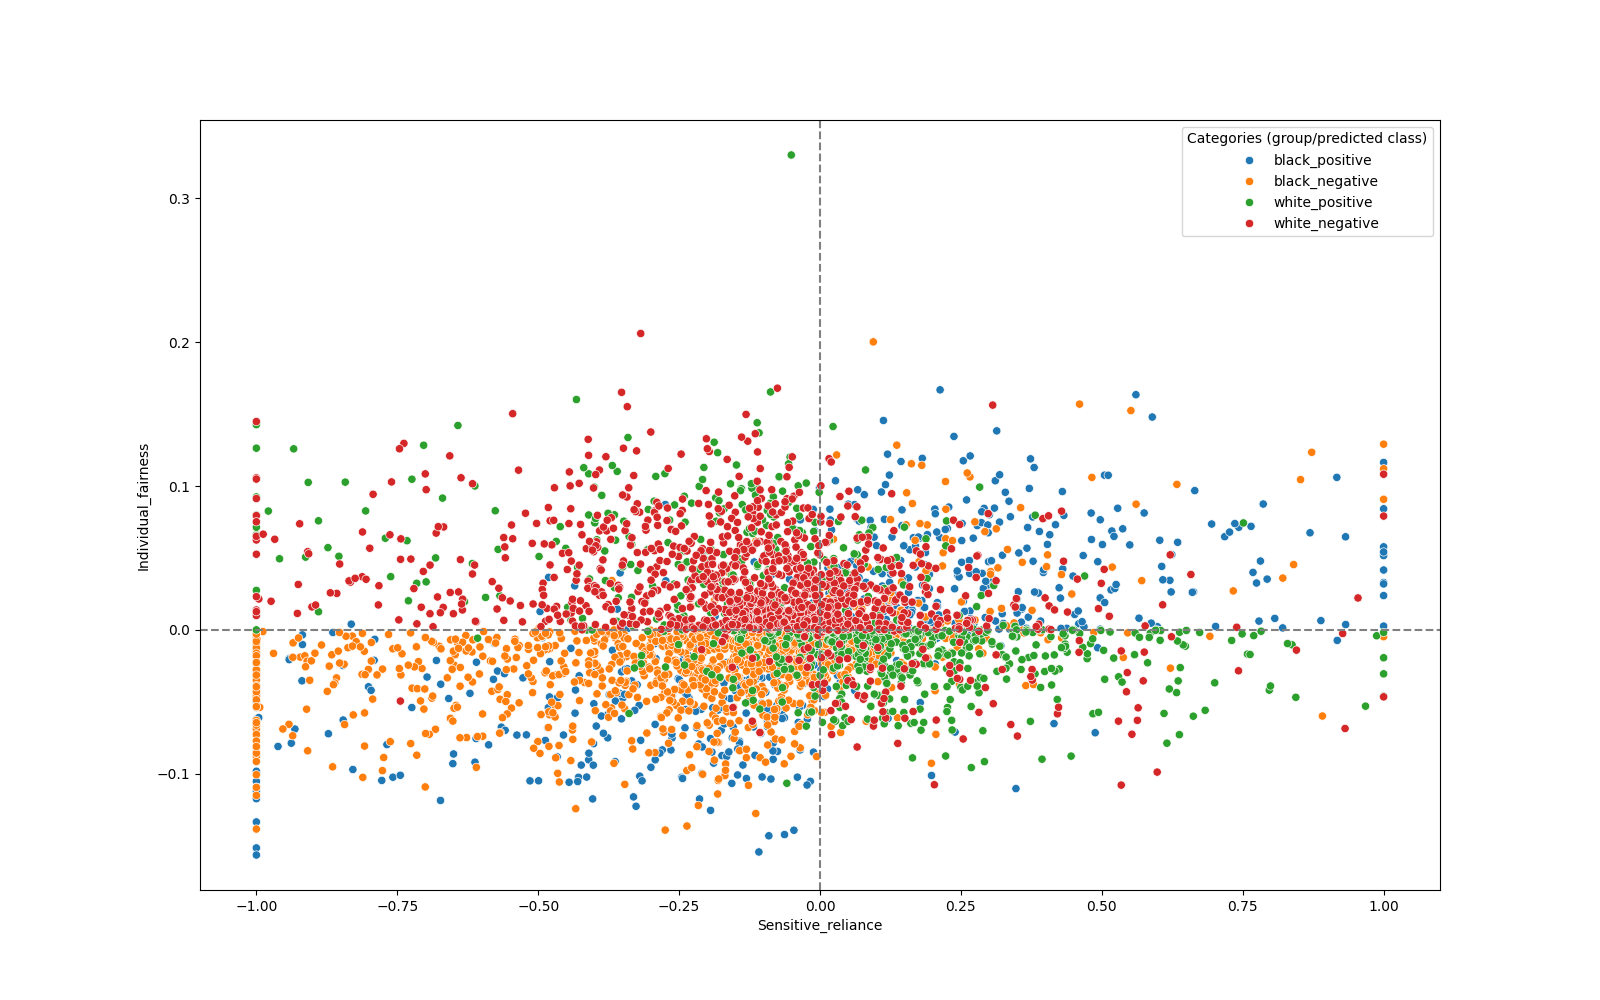 Categories (group/predicted class)
black_positive
black_negative
white_positive
white_negative
0.3
0.2
0.1
0.0
−0.1
Individual_fairness
−1.00 −0.75 −0.50 −0.25 0.00 0.25 0.50 0.75 1.00
Sensitive_reliance